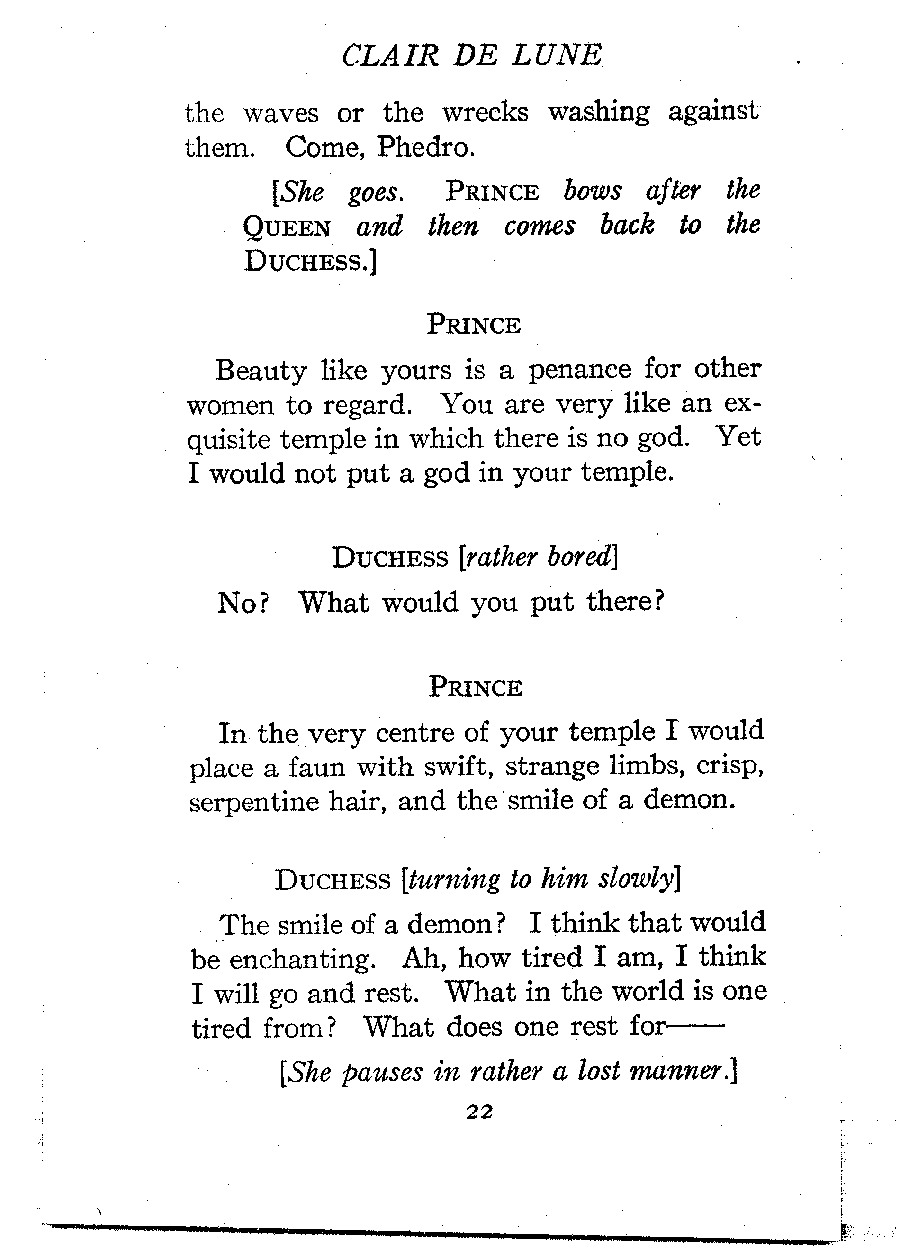 CLAIR DE LUNE
the waves or the wrecks washing against
them. Come, Phedro.
[She goes. PRINCE bows after the
QUEEN and then comes back to the
DUCHESS.]
PRINCE
Beauty like yours is a penance for other
women to regard. You are very like an ex-
quisite temple in which there is no god. Yet
I would not put a god in your temple.
DUCHESS [rather bored]
No? What would you put there?
PRINCE
In the very centre of your temple I would
place a faun with swift, strange limbs, crisp,
serpentine hair, and the smile of a demon.
DUCHESS [turning to him slowly]
The smile of a demon? I think that would
be enchanting. Ah, how tired I am, I think
I will go and rest. What in the world is one
tired from? What does one rest for——
[She pauses in rather a lost manner.]
22